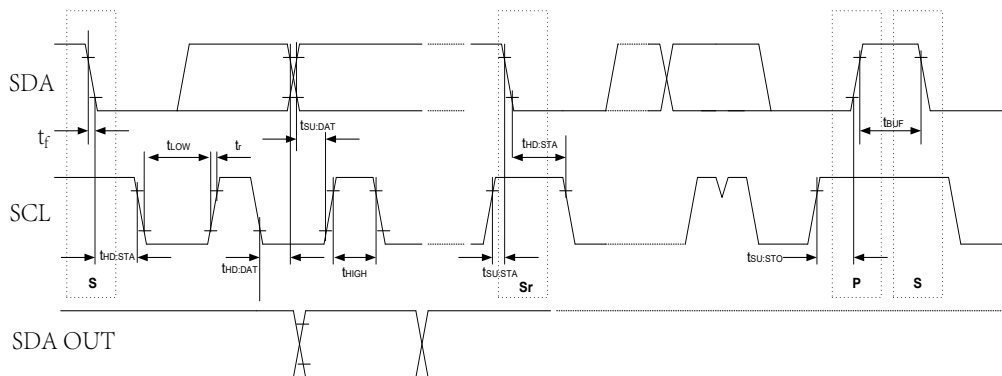 SDA
tf
tSU:DAT
tLOW
tr
tHD:STA
tBUF
SCL
tHD:STA
tHD:DAT
tHIGH
tSU:STA
tSU:STO
S
Sr
P
S
SDA OUT